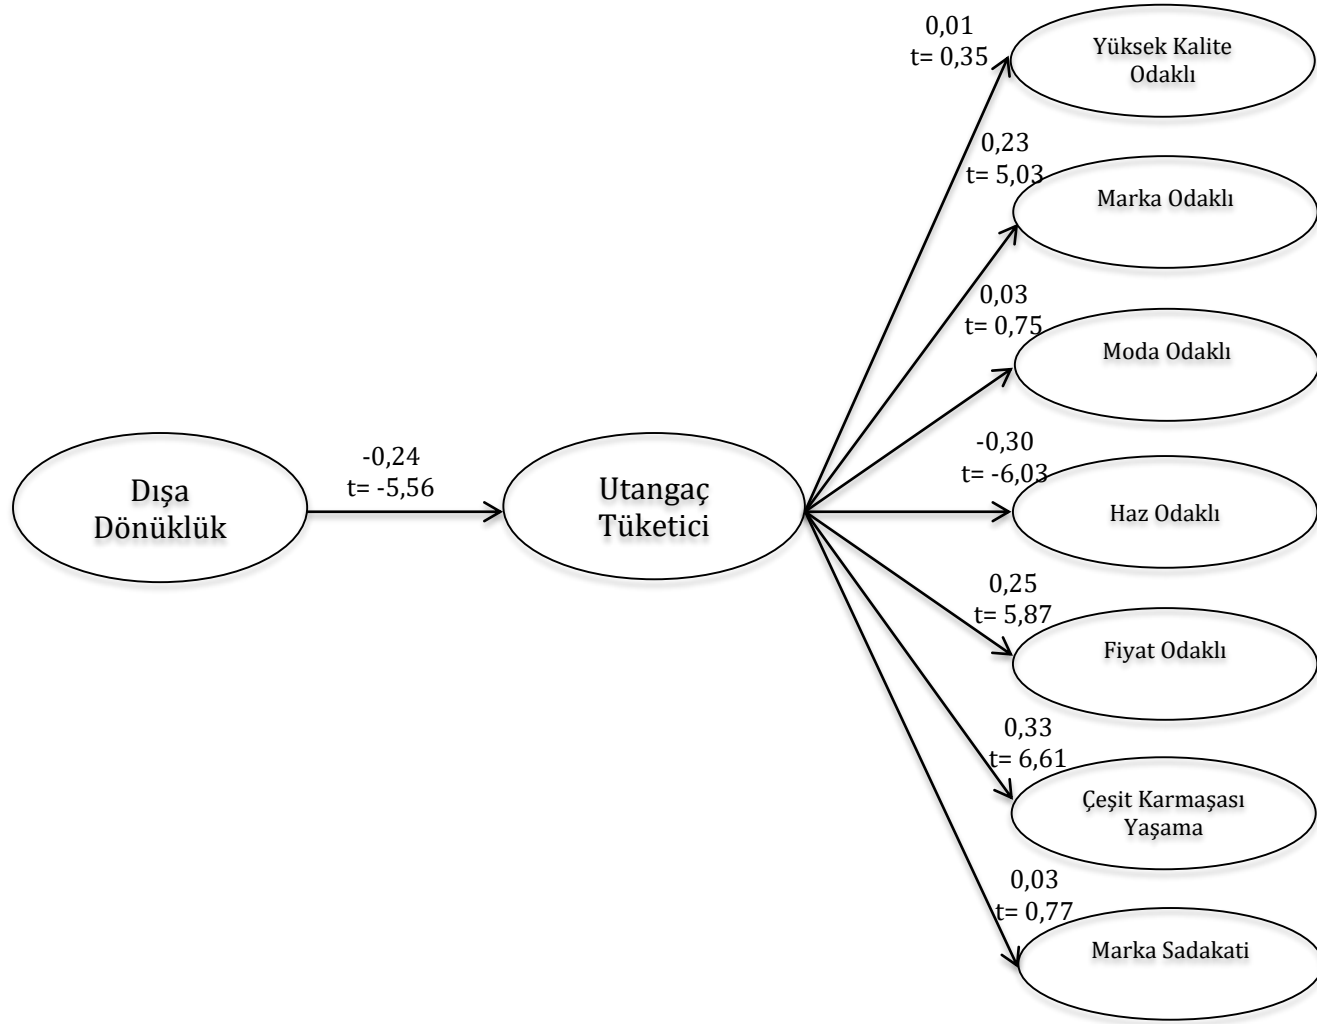 0,01
t= 0,35
Yüksek Kalite
Odaklı
0,23
t= 5,03
Marka Odaklı
0,03
t= 0,75
Moda Odaklı
Dışa
Dönüklük
-0,24
t= -5,56
Utangaç
Tüketici
-0,30
t= -6,03
Haz Odaklı
0,25
t= 5,87
Fiyat Odaklı
0,33
t= 6,61
Çeşit Karmaşası
Yaşama
0,03
t= 0,77
Marka Sadakati